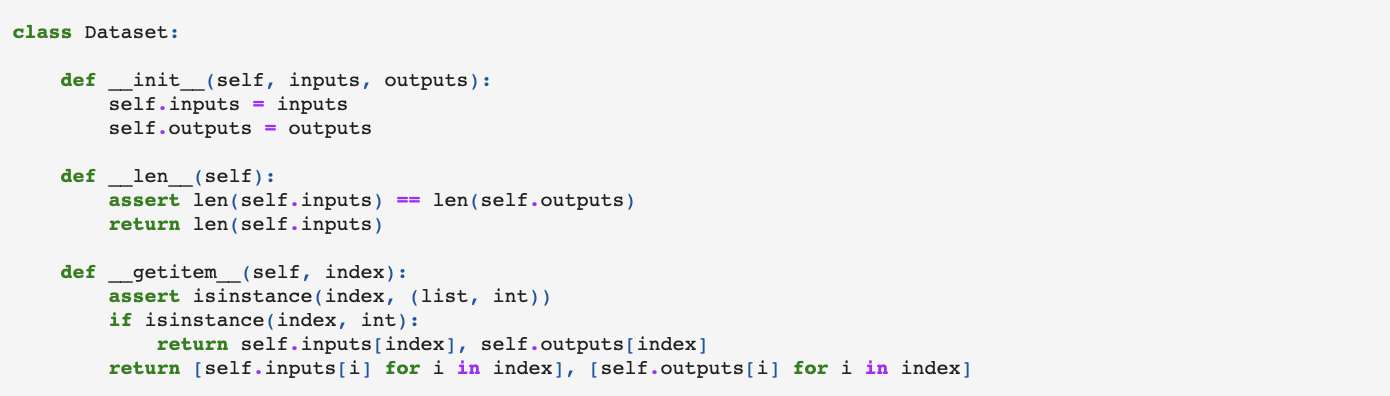 class Dataset:

    def __init__(self, inputs, outputs):
        self.inputs = inputs
        self.outputs = outputs

    def __len__(self):
        assert len(self.inputs) == len(self.outputs)
        return len(self.inputs)

    def __getitem__(self, index):
        assert isinstance(index, (list, int))
        if isinstance(index, int):
            return self.inputs[index], self.outputs[index]
        return [self.inputs[i] for i in index], [self.outputs[i] for i in index]